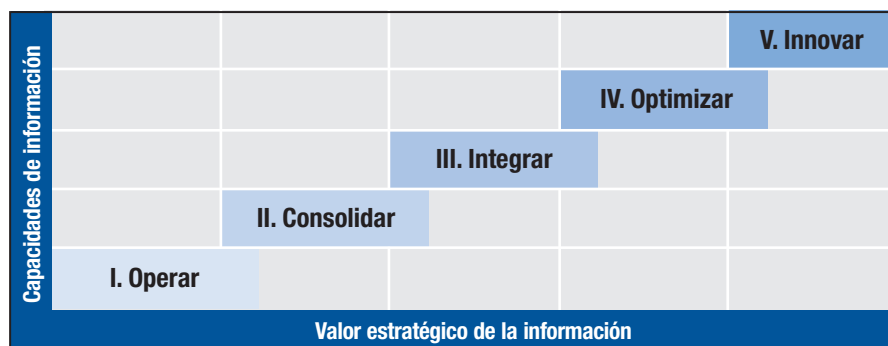 Capacidades de información
V. Innovar
IV. Optimizar
III. Integrar
II. Consolidar
I. Operar
Valor estratégico de la información